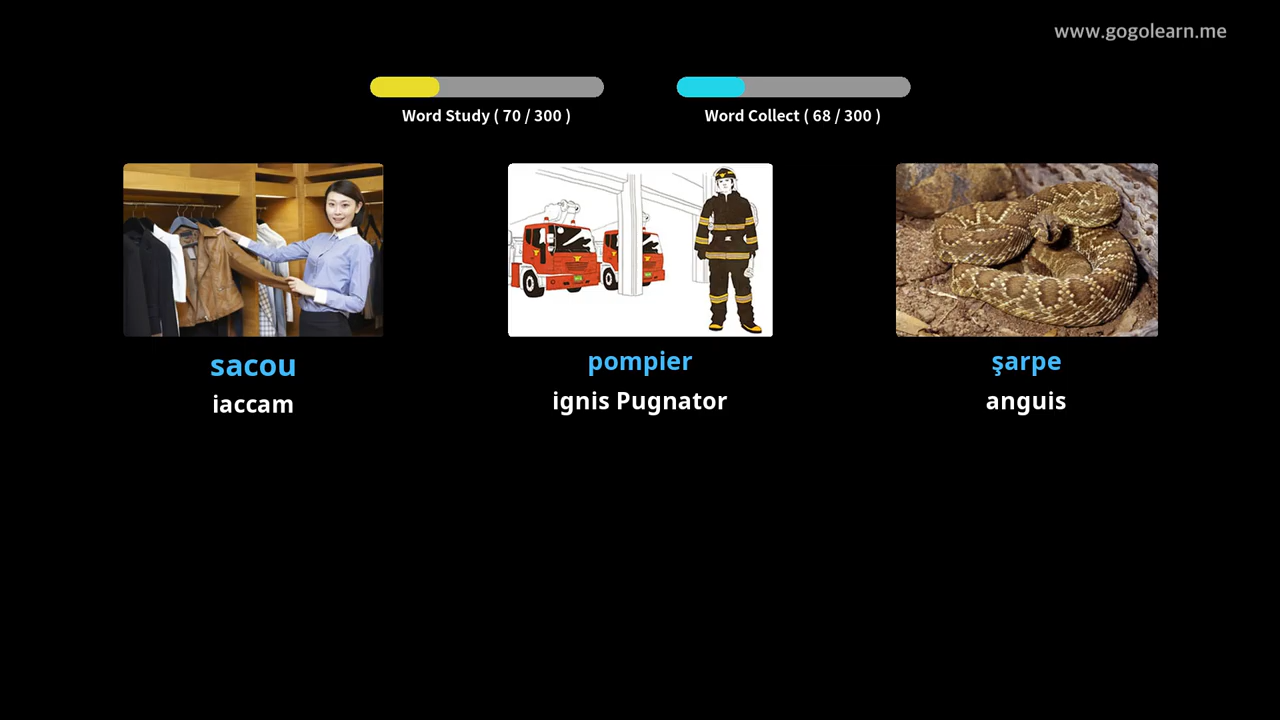 www.gogolearn.me
Word Study ( 70 / 300 )
Word Collect ( 68 / 300 )
sacou
iaccam
pompier
ignis Pugnator
şarpe
anguis